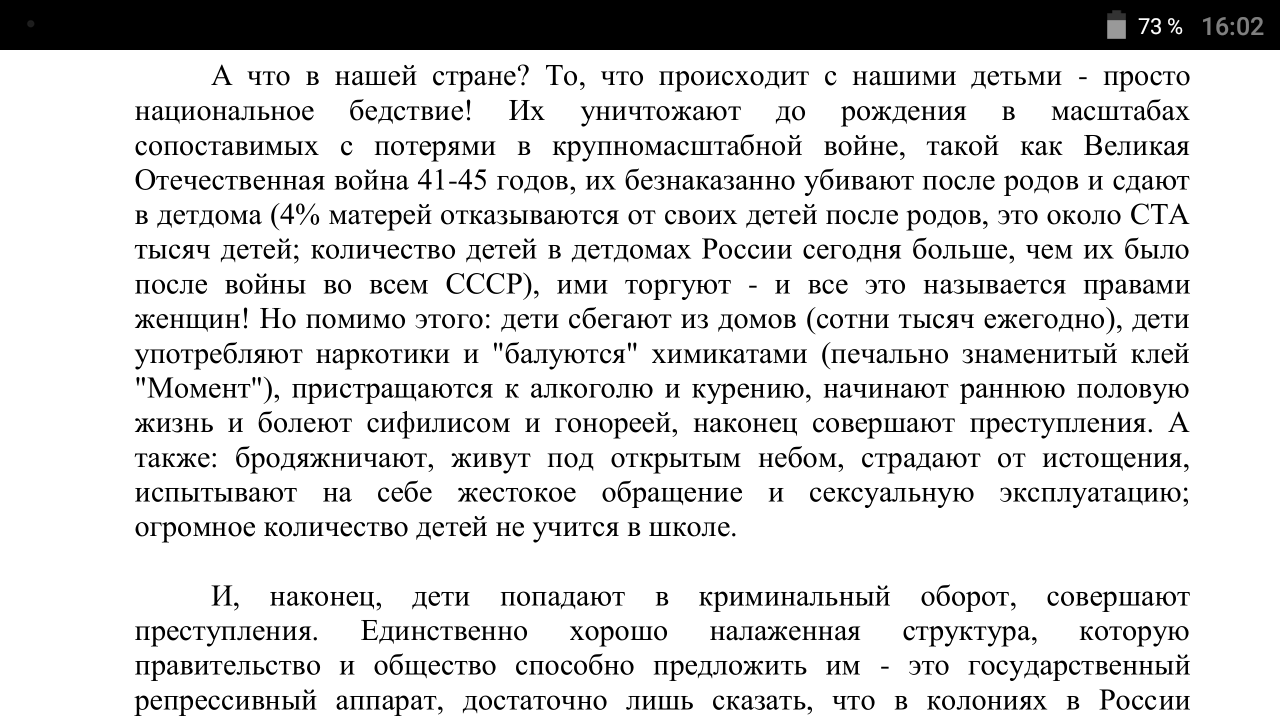 73 % 16:02
А что в нашей стране? То, что происходит с нашими детьми - просто
национальное бедствие! Их уничтожают до рождения в масштабах
сопоставимых с потерями в крупномасштабной войне, такой как Великая
Отечественная война 41-45 годов, их безнаказанно убивают после родов и сдают
в детдома (4% матерей отказываются от своих детей после родов, это около СТА
тысяч детей; количество детей в детдомах России сегодня больше, чем их было
после войны во всем СССР), ими торгуют - и все это называется правами
женщин! Но помимо этого: дети сбегают из домов (сотни тысяч ежегодно), дети
употребляют наркотики и "балуются" химикатами (печально знаменитый клей
"Момент"), пристращаются к алкоголю и курению, начинают раннюю половую
жизнь и болеют сифилисом и гонореей, наконец совершают преступления. А
также: бродяжничают, живут под открытым небом, страдают от истощения,
испытывают на себе жестокое обращение и сексуальную эксплуатацию;
огромное количество детей не учится в школе.
И, наконец, дети попадают в криминальный оборот, совершают
преступления. Единственно хорошо налаженная структура, которую
правительство и общество способно предложить им - это государственный
репрессивный аппарат, достаточно лишь сказать, что в колониях в России